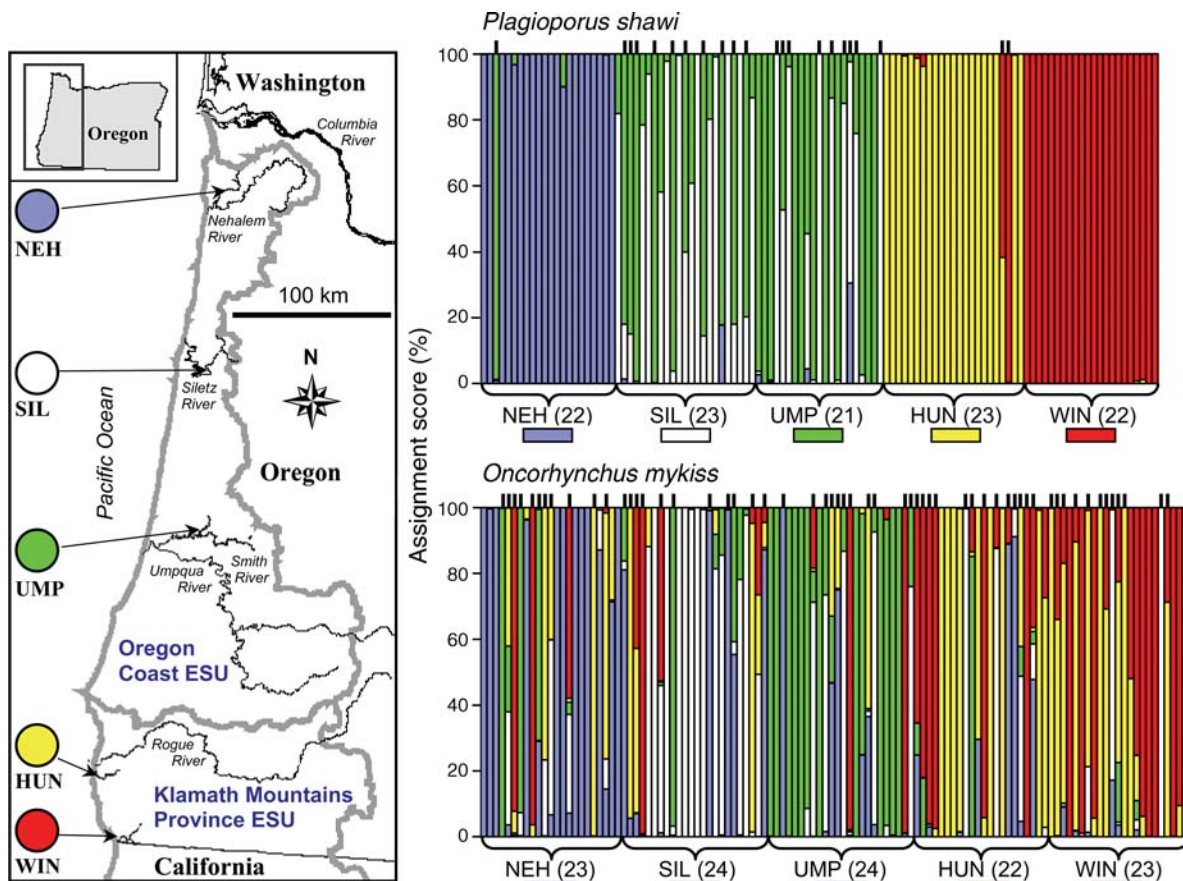 Washington
Columbia
River
Oregon
NEH
Nehalem
River
100 km
N
SIL
Siletz
River
Pacific Ocean
Oregon
UMP
Umpqua
River
Smith
River
Oregon
Coast ESU
HUN
Rogue
River
Klamath Mountains
Province ESU
WIN
California
Plagioporus shawi
100
80
60
40
20
0
NEH (22) SIL (23) UMP (21) HUN (23) WIN (22)
Assignment score (%)
Oncorhynchus mykiss
100
80
60
40
20
0
NEH (23) SIL (24) UMP (24) HUN (22) WIN (23)